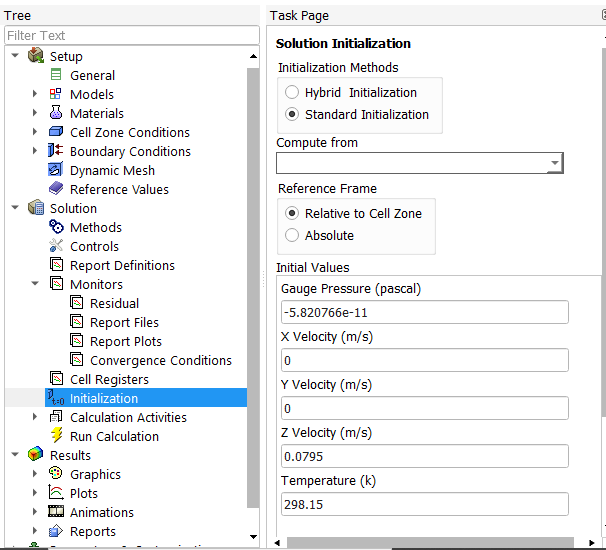 Tree
Filter Text
Setup
General
Models
Materials
Cell Zone Conditions
Boundary Conditions
Dynamic Mesh
Reference Values
Solution
Methods
Controls
Report Definitions
Monitors
Residual
Report Files
Report Plots
Convergence Conditions
Cell Registers
t=0 Initialization
Calculation Activities
Run Calculation
Results
Graphics
Plots
Animations
Reports
Task Page
Solution Initialization
Initialization Methods
Hybrid Initialization
Standard Initialization
Compute from
Reference Frame
Relative to Cell Zone
Absolute
Initial Values
Gauge Pressure (pascal)
-5.820766e-11
X Velocity (m/s)
0
Y Velocity (m/s)
0
Z Velocity (m/s)
0.0795
Temperature (k)
298.15